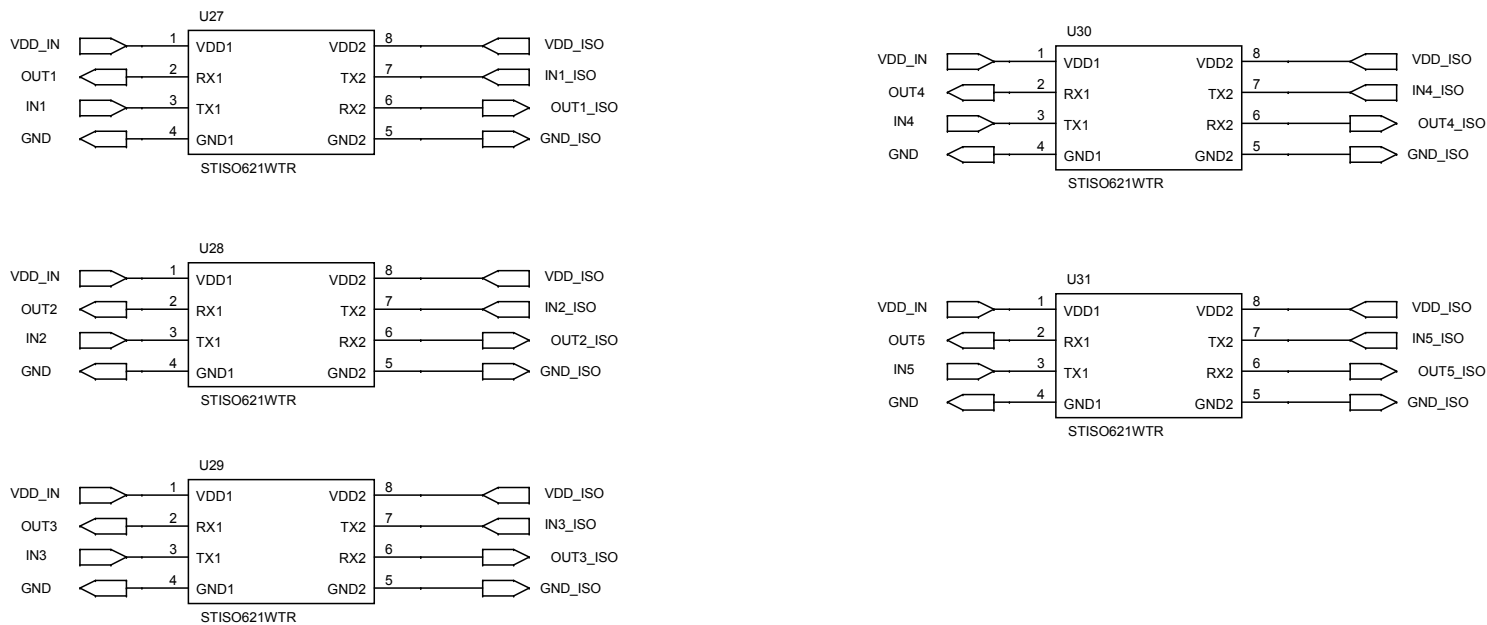 U27
VDD_IN 1 VDD1 VDD2 8 VDD_ISO
OUT1 2 RX1 TX2 7 IN1_ISO
IN1 3 TX1 RX2 6 OUT1_ISO
GND 4 GND1 GND2 5 GND_ISO
STISO621WTR
U28
VDD_IN 1 VDD1 VDD2 8 VDD_ISO
OUT2 2 RX1 TX2 7 IN2_ISO
IN2 3 TX1 RX2 6 OUT2_ISO
GND 4 GND1 GND2 5 GND_ISO
STISO621WTR
U29
VDD_IN 1 VDD1 VDD2 8 VDD_ISO
OUT3 2 RX1 TX2 7 IN3_ISO
IN3 3 TX1 RX2 6 OUT3_ISO
GND 4 GND1 GND2 5 GND_ISO
STISO621WTR
U30
VDD_IN 1 VDD1 VDD2 8 VDD_ISO
OUT4 2 RX1 TX2 7 IN4_ISO
IN4 3 TX1 RX2 6 OUT4_ISO
GND 4 GND1 GND2 5 GND_ISO
STISO621WTR
U31
VDD_IN 1 VDD1 VDD2 8 VDD_ISO
OUT5 2 RX1 TX2 7 IN5_ISO
IN5 3 TX1 RX2 6 OUT5_ISO
GND 4 GND1 GND2 5 GND_ISO
STISO621WTR